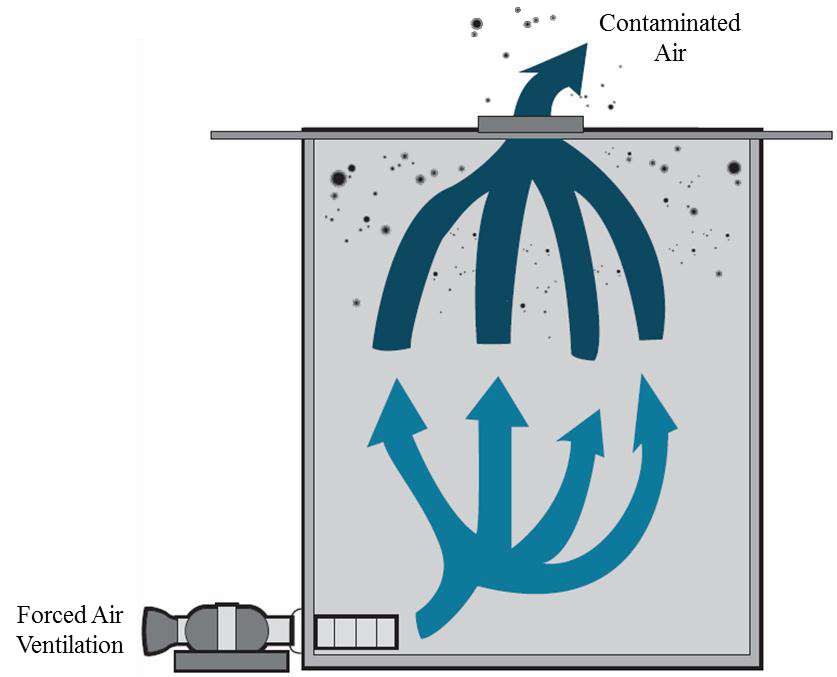 Contaminated
Air
Forced Air
Ventilation